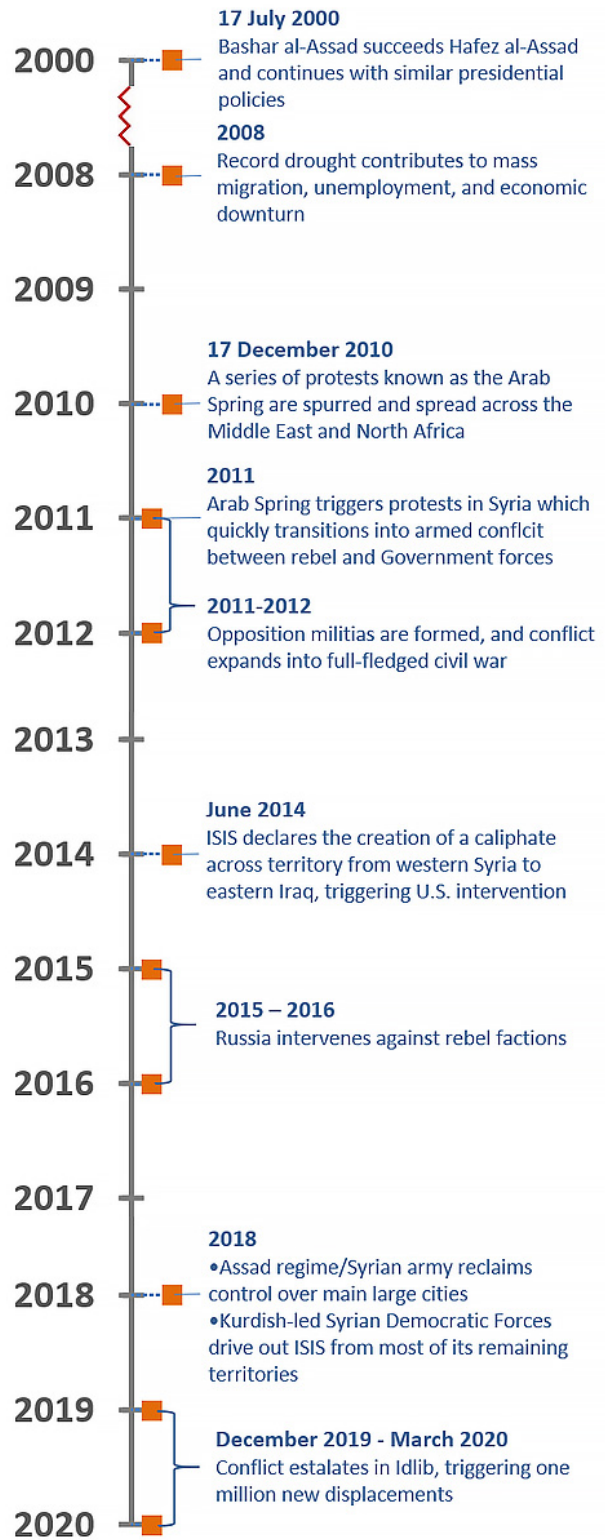 17 July 2000
2000
Bashar al-Assad succeeds Hafez al-Assad
and continues with similar presidential
policies
2008
2008
Record drought contributes to mass
migration, unemployment, and economic
downturn
2009
17 December 2010
2010
A series of protests known as the Arab
Spring are spurred and spread across the
Middle East and North Africa
2011
2011
Arab Spring triggers protests in Syria which
quickly transitions into armed conflcit
between rebel and Government forces
2011-2012
2012
Opposition militias are formed, and conflict
expands into full-fledged civil war
2013
June 2014
2014
ISIS declares the creation of a caliphate
across territory from western Syria to
eastern Iraq, triggering U.S. intervention
2015
2015 – 2016
Russia intervenes against rebel factions
2016
2017
2018
2018
•Assad regime/Syrian army reclaims
control over main large cities
•Kurdish-led Syrian Democratic Forces
drive out ISIS from most of its remaining
territories
2019
December 2019 - March 2020
Conflict estalates in Idlib, triggering one
million new displacements
2020